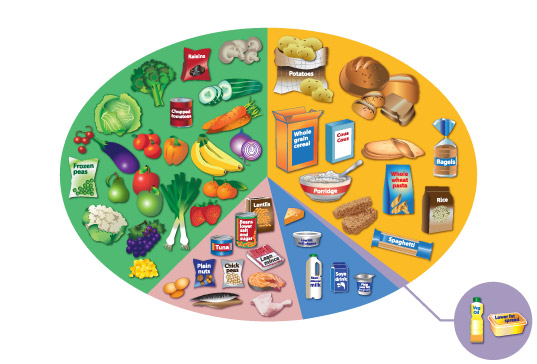 Raisins
Potatoes
Chopped
tomatoes
Whole
grain
cereal
Cous
Cous
Bagels
Frozen
peas
Whole
wheat
pasta
Porridge
Rice
Lentils
Beans
lower
salt
and
sugar
Spaghetti
Tuna
Lean
mince
Plain
nuts
Chick
peas
milk
Soya
drink
Veg
Oil
Lower fat
spread